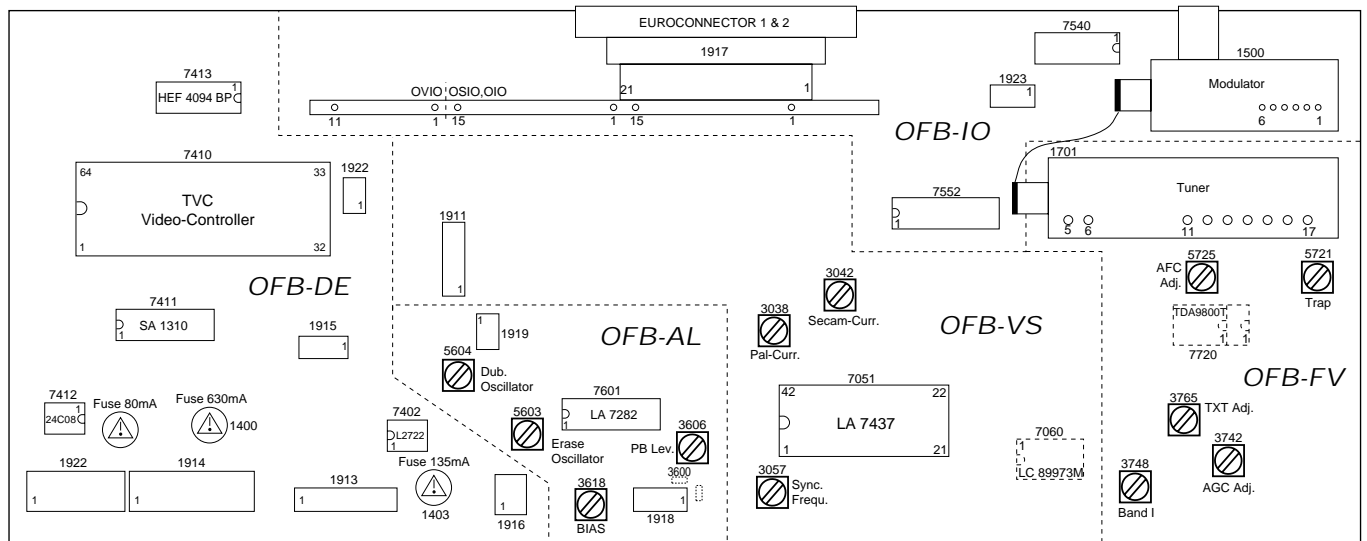 EUROCONNECTOR 1 & 2
1917
21
1
OVIO
OSIO,OIO
11
1
15
1
15
1
7413
1
HEF 4094 BP
7540
1
1923
1
1500
Modulator
6
1
OFB-IO
7410
64
33
TVC
Video-Controller
1
32
1922
1
1911
1
7552
1
1701
Tuner
5
6
11
17
OFB-DE
7411
SA 1310
1
1915
1
1919
1
5604
Dub.
Oscillator
OFB-AL
3042
Secam-Curr.
3038
Pal-Curr.
OFB-VS
5725
AFC
Adj.
5721
Trap
TDA9800T
1
1
7720
OFB-FV
7412
1
24C08
Fuse 80mA
Fuse 630mA
1400
7402
L2722
1
Fuse 135mA
1403
5603
Erase
Oscillator
7601
LA 7282
1
3606
PB Lev.
3600
7051
42
22
LA 7437
1
21
7060
1
LC 89973M
3765
TXT Adj.
3742
AGC Adj.
3748
Band I
3057
Sync.
Frequ.
1922
1
1914
1
1913
1
1916
1
3618
BIAS
1918
1